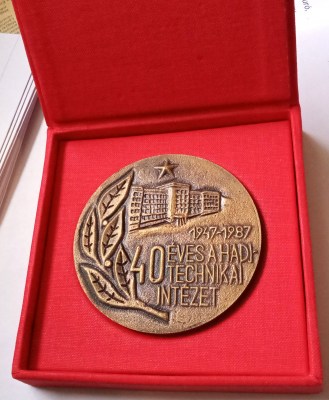 1947-1987
40 ÉVES A HADI-
TECHNIKAI
INTÉZET